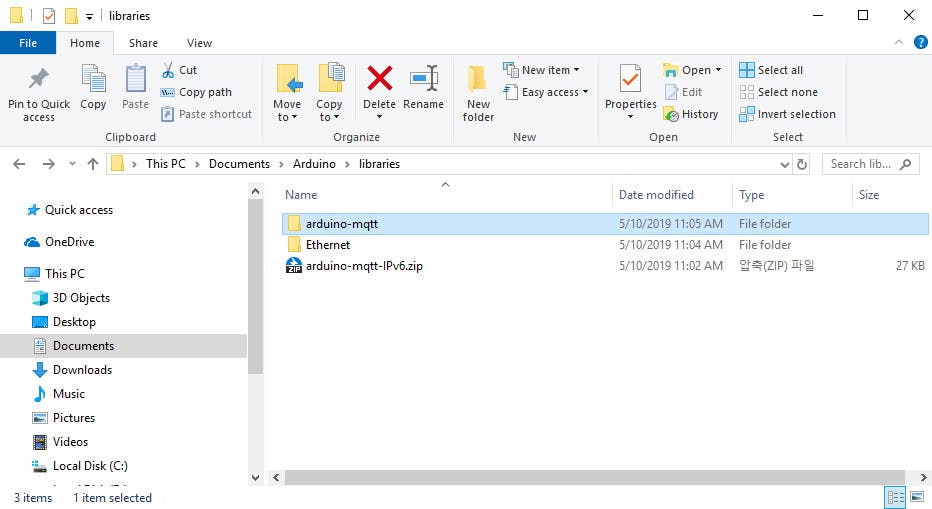 libraries
File Home Share View
Pin to Quick access
Copy
Paste
Cut
Copy path
Paste shortcut
Clipboard
Move to
Copy to
Delete
Rename
Organize
New folder
New item
Easy access
New
Properties
Open
Edit
History
Open
Select all
Select none
Invert selection
Select
This PC > Documents > Arduino > libraries
Search lib...
Name Date modified Type Size
arduino-mqtt 5/10/2019 11:05 AM File folder
Ethernet 5/10/2019 11:04 AM File folder
ZIP arduino-mqtt-IPv6.zip 5/10/2019 11:02 AM 압축(ZIP) 파일 27 KB
Quick access
OneDrive
This PC
3D Objects
Desktop
Documents
Downloads
Music
Pictures
Videos
Local Disk (C:)
3 items 1 item selected